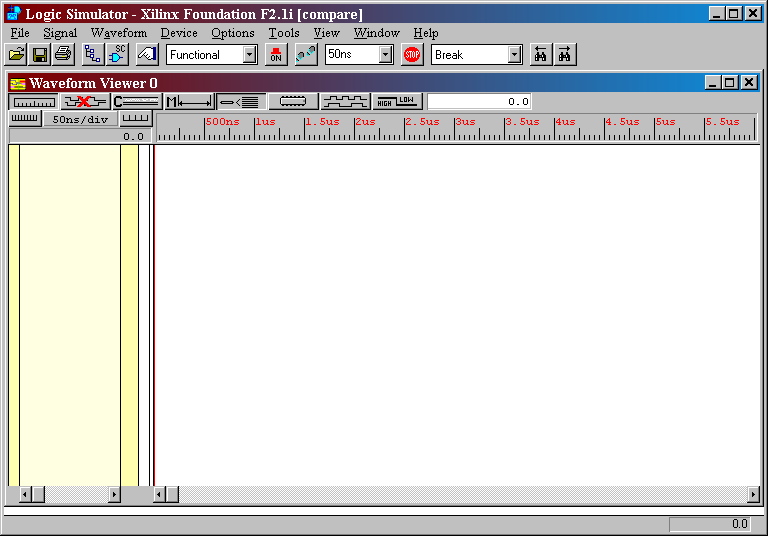 Logic Simulator - Xilinx Foundation F2.1i [compare]
File Signal Waveform Device Options Tools View Window Help
SC Functional ON 50ns STOP Break
Waveform Viewer 0
C M HIGH LOW 0.0
50ns/div 500ns 1us 1.5us 2us 2.5us 3us 3.5us 4us 4.5us 5us 5.5us
0.0
0.0